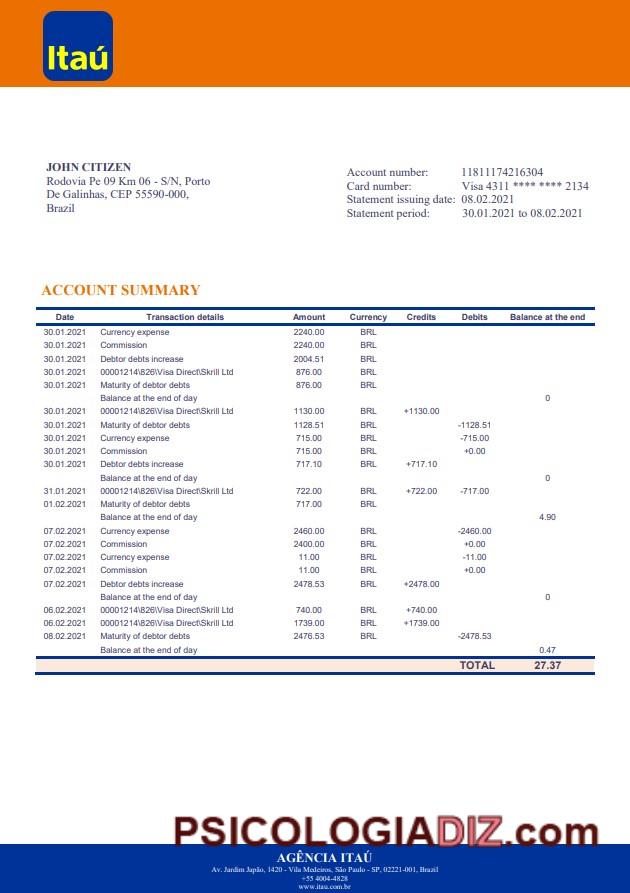 Itaú
JOHN CITIZEN
Rodovia Pe 09 Km 06 - S/N, Porto
De Galinhas, CEP 55590-000,
Brazil
Account number: 11811174216304
Card number: Visa 4311 **** **** 2134
Statement issuing date: 08.02.2021
Statement period: 30.01.2021 to 08.02.2021
ACCOUNT SUMMARY
Date Transaction details Amount Currency Credits Debits Balance at the end
30.01.2021 Currency expense 2240.00 BRL
30.01.2021 Commission 2240.00 BRL
30.01.2021 Debtor debts increase 2004.51 BRL
30.01.2021 00001214\826\Visa Direct\Skrill Ltd 876.00 BRL
30.01.2021 Maturity of debtor debts 876.00 BRL
Balance at the end of day 0
30.01.2021 00001214\826\Visa Direct\Skrill Ltd 1130.00 BRL +1130.00
30.01.2021 Maturity of debtor debts 1128.51 BRL -1128.51
30.01.2021 Currency expense 715.00 BRL -715.00
30.01.2021 Commission 715.00 BRL +0.00
30.01.2021 Debtor debts increase 717.10 BRL +717.10
Balance at the end of day 0
31.01.2021 00001214\826\Visa Direct\Skrill Ltd 722.00 BRL +722.00 -717.00
01.02.2021 Maturity of debtor debts 717.00 BRL
Balance at the end of day 4.90
07.02.2021 Currency expense 2460.00 BRL -2460.00
07.02.2021 Commission 2400.00 BRL +0.00
07.02.2021 Currency expense 11.00 BRL -11.00
07.02.2021 Commission 11.00 BRL +0.00
07.02.2021 Debtor debts increase 2478.53 BRL +2478.00
Balance at the end of day 0
06.02.2021 00001214\826\Visa Direct\Skrill Ltd 740.00 BRL +740.00
06.02.2021 00001214\826\Visa Direct\Skrill Ltd 1739.00 BRL +1739.00
08.02.2021 Maturity of debtor debts 2476.53 BRL -2478.53
Balance at the end of day 0.47
TOTAL 27.37
PSICOLOGIADIZ.com
AGÊNCIA ITAÚ
Av. Jardim Japão, 1420 - Vila Medeiros, São Paulo - SP, 02221-001, Brazil
+55 4004-4828
www.itau.com.br